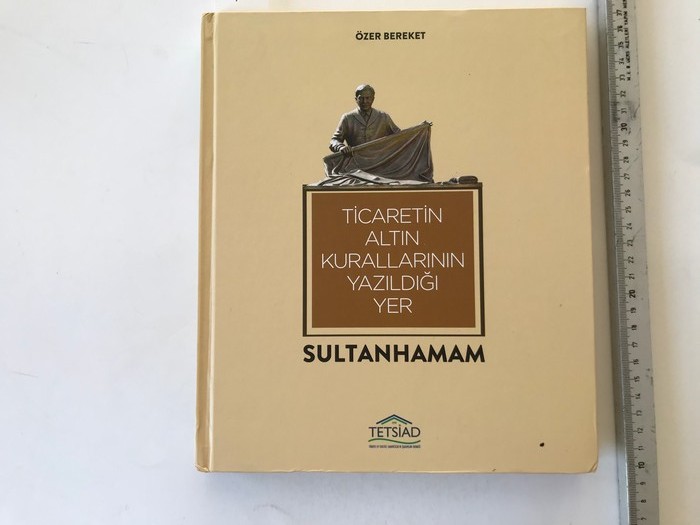 ÖZER BEREKET
TİCARETİN
ALTIN
KURALLARININ
YAZILDIĞI
YER
SULTANHAMAM
TETSİAD